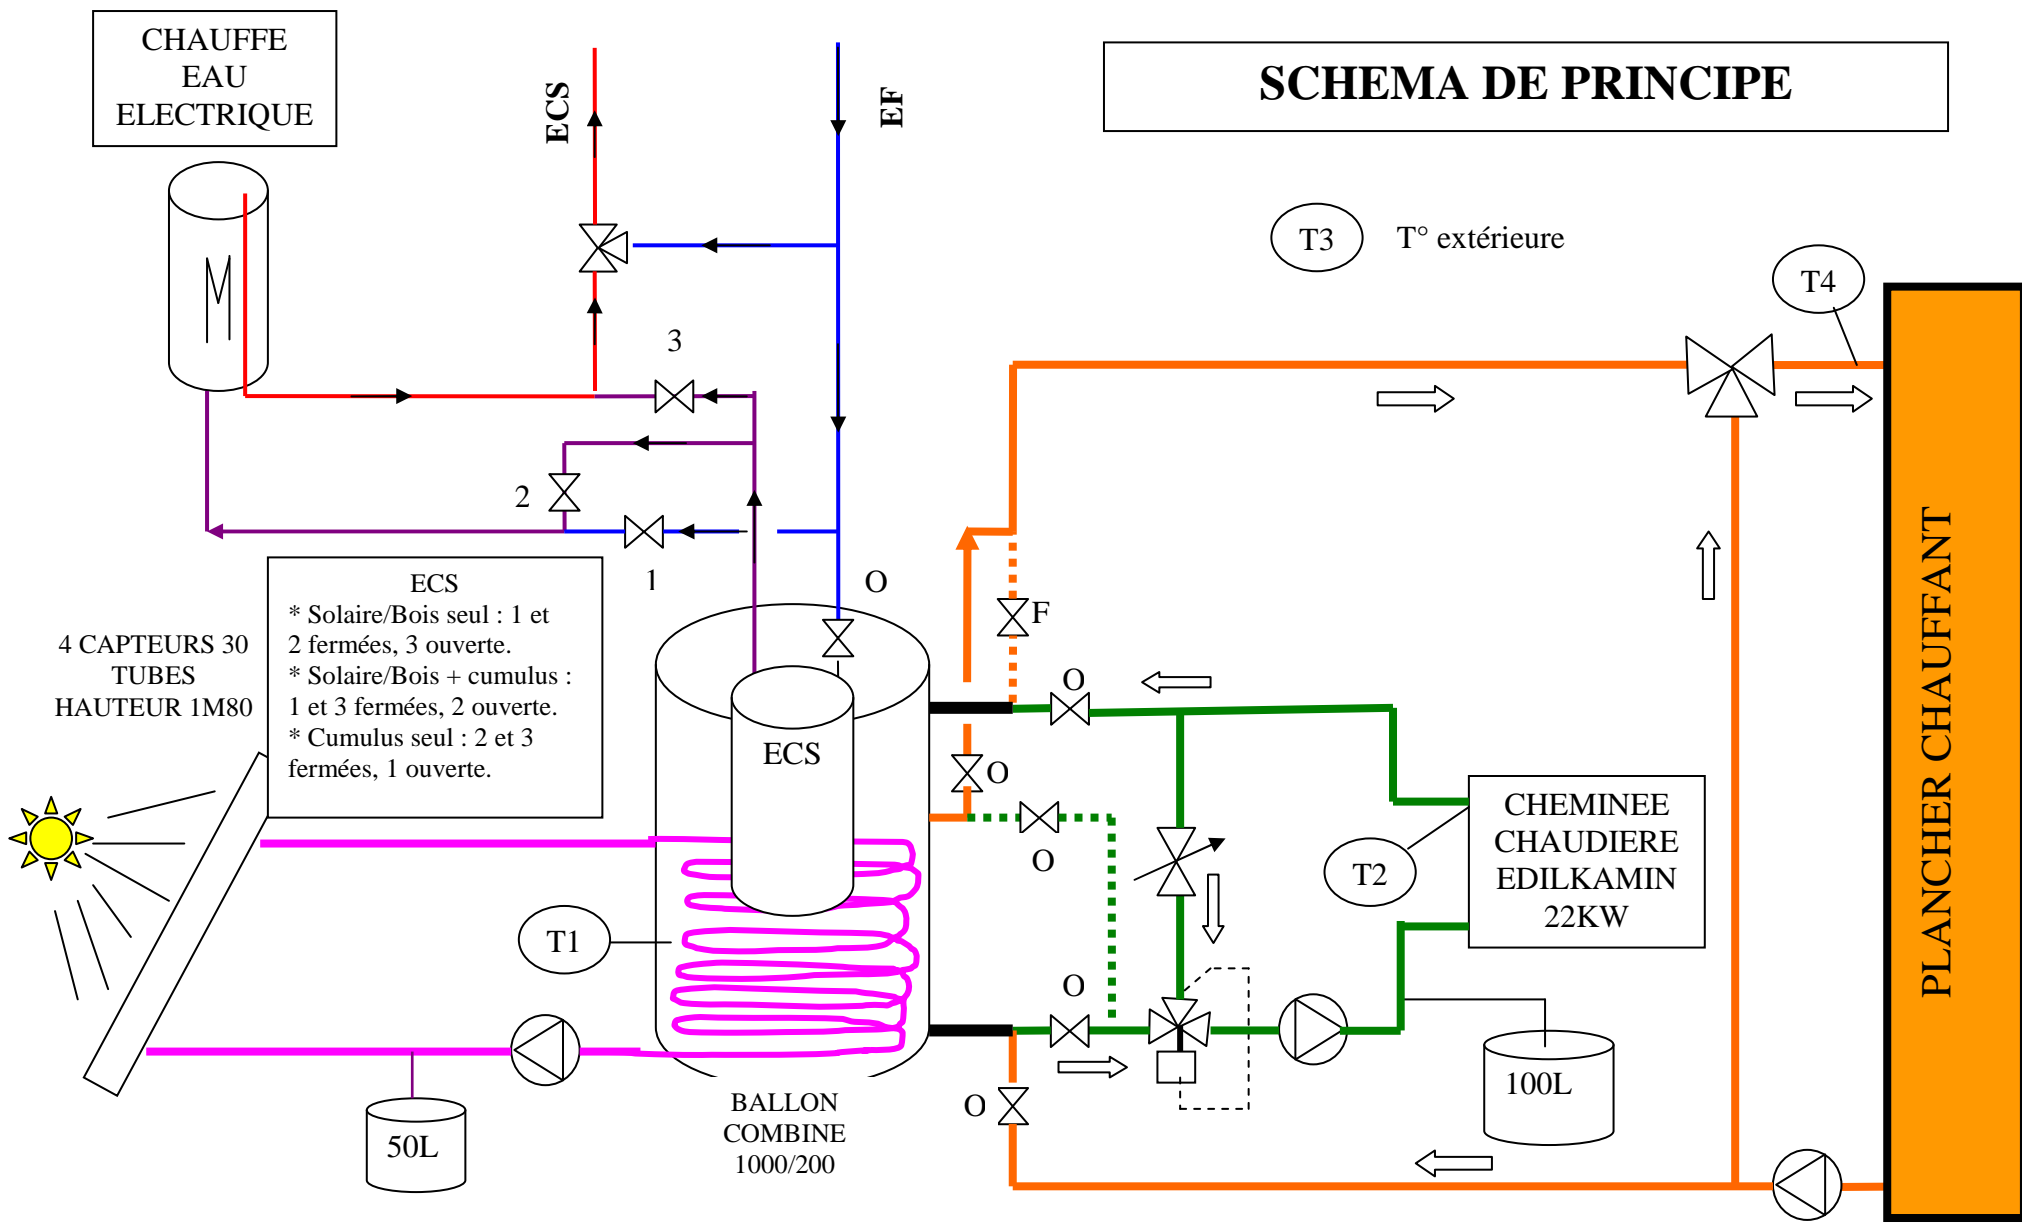 CHAUFFE
EAU
ELECTRIQUE
ECS
EF
SCHEMA DE PRINCIPE
T3
T° extérieure
T4
3
2
1
O
F
ECS
* Solaire/Bois seul : 1 et
2 fermées, 3 ouverte.
* Solaire/Bois + cumulus :
1 et 3 fermées, 2 ouverte.
* Cumulus seul : 2 et 3
fermées, 1 ouverte.
4 CAPTEURS 30
TUBES
HAUTEUR 1M80
O
ECS
O
O
CHEMINEE
CHAUDIERE
EDILKAMIN
22KW
T2
T1
O
O
50L
100L
BALLON
COMBINE
1000/200
PLANCHER CHAUFFANT